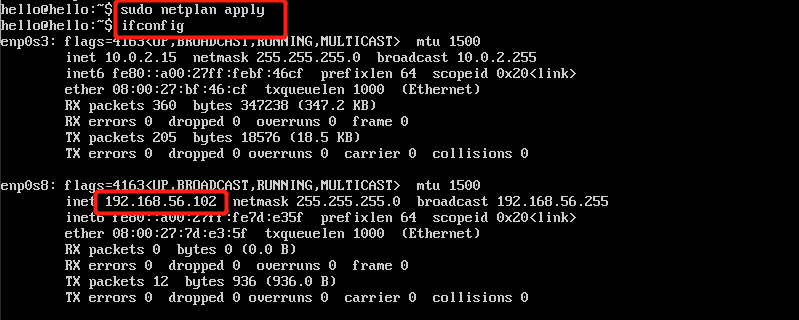 hello@hello:~$ sudo netplan apply
hello@hello:~$ ifconfig
enp0s3: flags=4163<UP,BROADCAST,RUNNING,MULTICAST>  mtu 1500
inet 10.0.2.15  netmask 255.255.255.0  broadcast 10.0.2.255
inet6 fe80::a00:27ff:febf:46cf  prefixlen 64  scopeid 0x20<link>
ether 08:00:27:bf:46:cf  txqueuelen 1000  (Ethernet)
RX packets 360  bytes 347238 (347.2 KB)
RX errors 0  dropped 0  overruns 0  frame 0
TX packets 205  bytes 18576 (18.5 KB)
TX errors 0  dropped 0 overruns 0  carrier 0  collisions 0
enp0s8: flags=4163<UP,BROADCAST,RUNNING,MULTICAST>  mtu 1500
inet 192.168.56.102  netmask 255.255.255.0  broadcast 192.168.56.255
inet6 fe80::a00:27ff:fe7d:e35f  prefixlen 64  scopeid 0x20<link>
ether 08:00:27:7d:e3:5f  txqueuelen 1000  (Ethernet)
RX packets 0  bytes 0 (0.0 B)
RX errors 0  dropped 0  overruns 0  frame 0
TX packets 12  bytes 936 (936.0 B)
TX errors 0  dropped 0 overruns 0  carrier 0  collisions 0